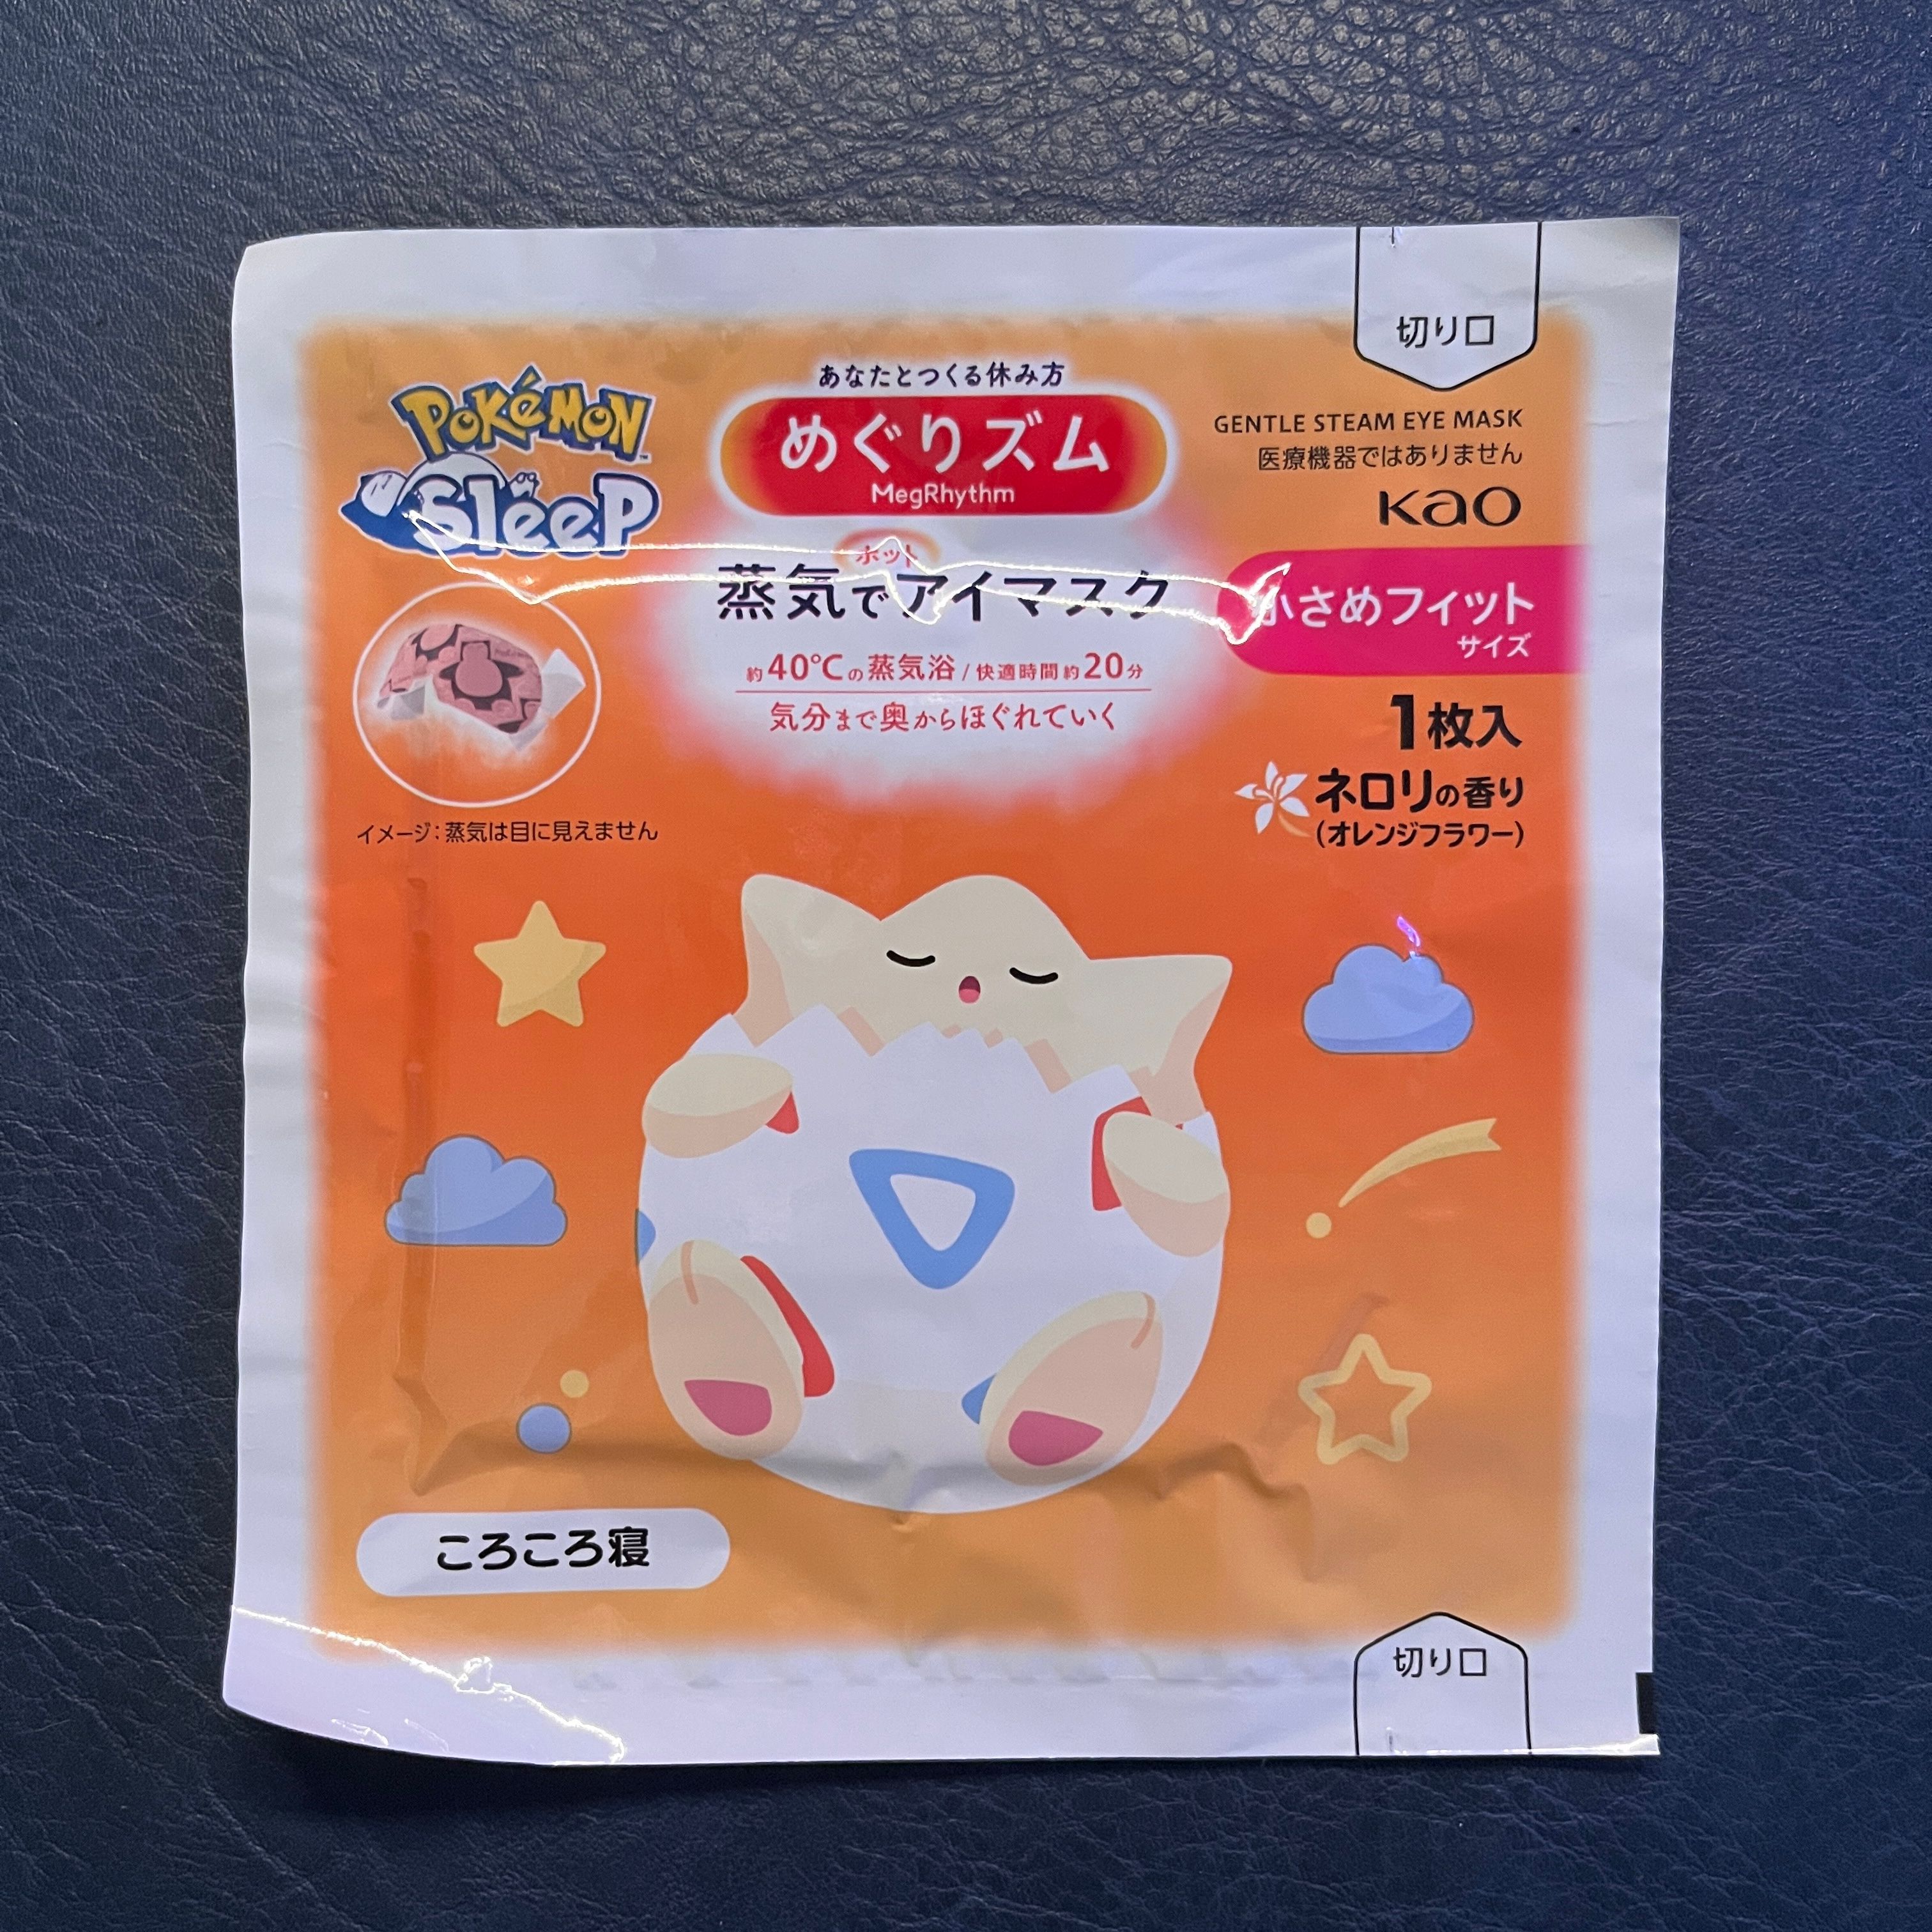 切り口
あなたとつくる休み方
めぐりズム
MegRhythm
POKéMON
Sleep
GENTLE STEAM EYE MASK
医療機器ではありません
Kao
ホット
蒸気でアイマスク
小さめフィット
サイズ
約40℃の蒸気浴/快適時間約20分
気分まで奥からほぐれていく
1枚入
ネロリの香り
(オレンジフラワー)
イメージ:蒸気は目に見えません
ころころ寝
切り口